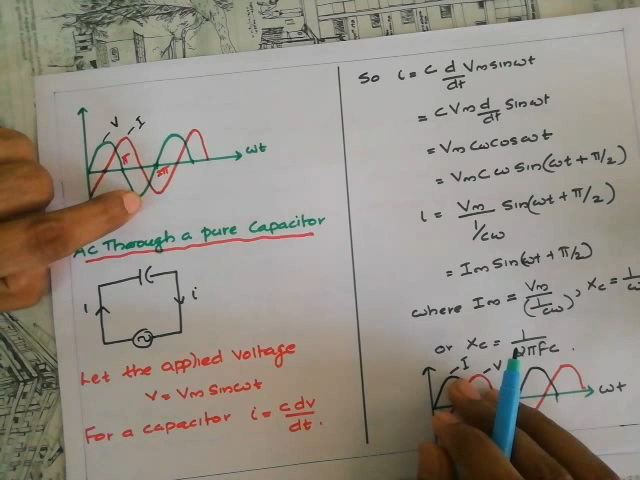 V I
π 2π ωt
AC Through a pure Capacitor
i i
Let the applied voltage
V = Vm Sinωt
For a capacitor i = c dv/dt.
So i = C d/dt Vm sinωt
= C Vm d/dt Sinωt
= Vm Cω Cosωt
= Vm C ω Sin(ωt + π/2)
i = Vm/(1/cω) Sin(ωt + π/2)
= Im Sin(ωt + π/2)
where Im = Vm/(1/cω), Xc =
or Xc = 1/2πfc.
I V
ωt